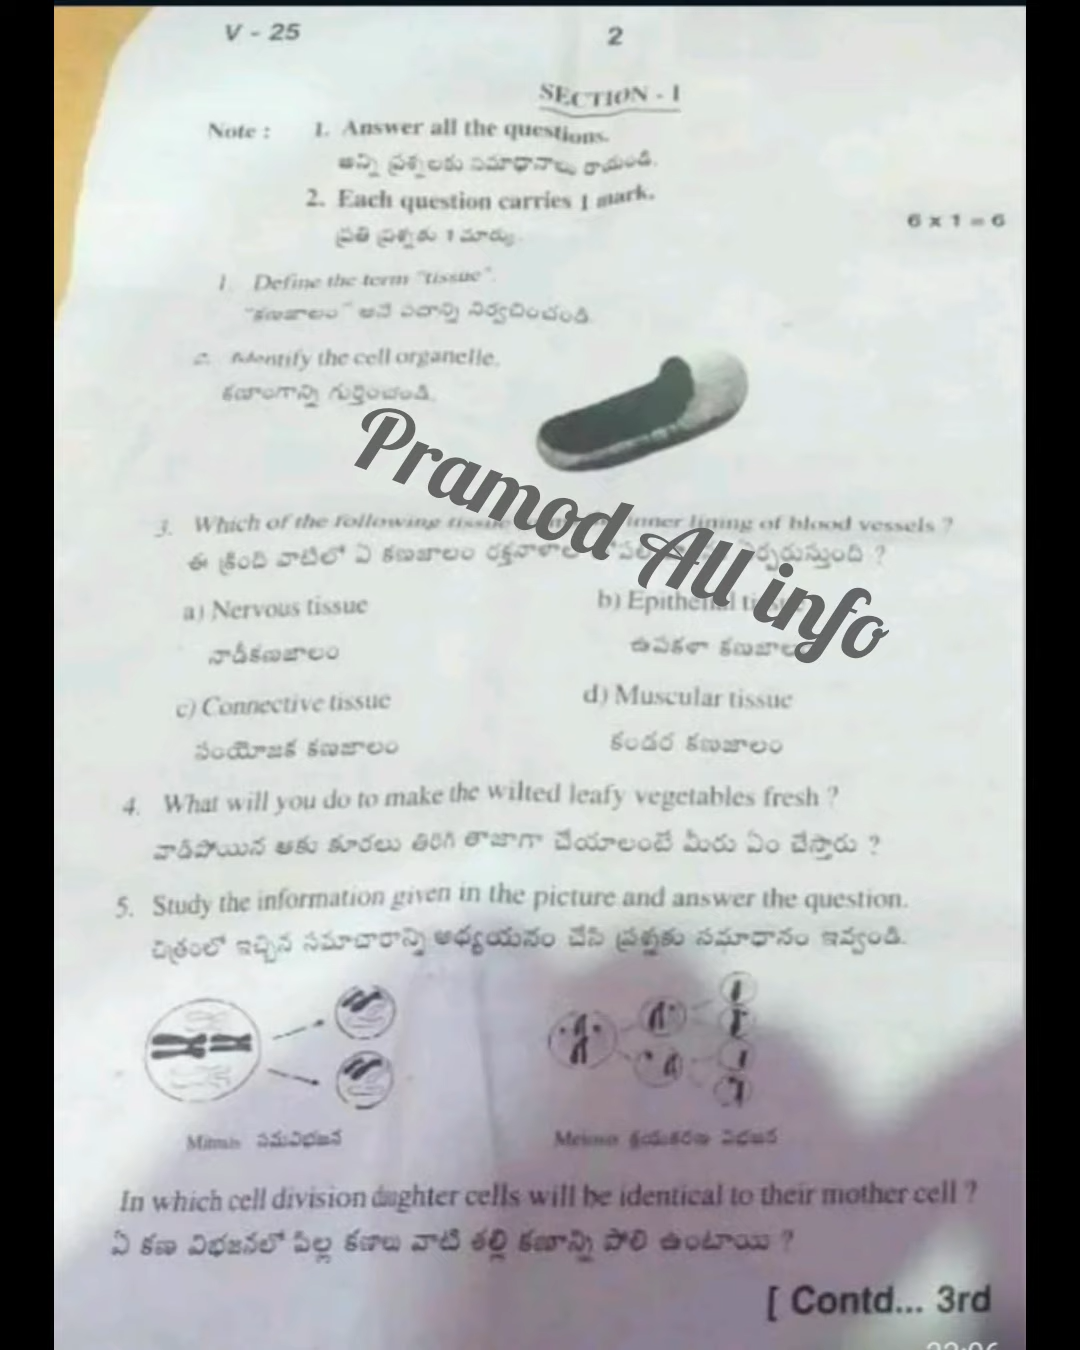 V - 25
2
SECTION - I
Note : 1. Answer all the questions.
అన్ని ప్రశ్నలకు సమాధానాలు రాయండి.
2. Each question carries 1 mark.
ప్రతి ప్రశ్నకు 1 మార్కు.
6 x 1 = 6
1. Define the term "tissue".
"కణజాలం" అనే పదాన్ని నిర్వచించండి.
2. Identify the cell organelle.
కణాంగాన్ని గుర్తించండి.
Pramod All info
3. Which of the following tissue inner lining of blood vessels ?
ఈ క్రింది వాటిలో ఏ కణజాలం రక్తనాళాల ఏర్పరుస్తుంది ?
a) Nervous tissue
b) Epithelial tissue
నాడీకణజాలం
ఉపకళా కణజాలం
c) Connective tissue
d) Muscular tissue
సంయోజక కణజాలం
కండర కణజాలం
4. What will you do to make the wilted leafy vegetables fresh ?
వాడిపోయిన ఆకు కూరలు తిరిగి తాజాగా చేయాలంటే మీరు ఏం చేస్తారు ?
5. Study the information given in the picture and answer the question.
చిత్రంలో ఇచ్చిన సమాచారాన్ని అధ్యయనం చేసి ప్రశ్నకు సమాధానం ఇవ్వండి.
Mitosis సమవిభజన
Meiosis క్షయకరణ విభజన
In which cell division daghter cells will be identical to their mother cell ?
ఏ కణ విభజనలో పిల్ల కణాలు వాటి తల్లి కణాన్ని పోలి ఉంటాయి ?
[ Contd... 3rd